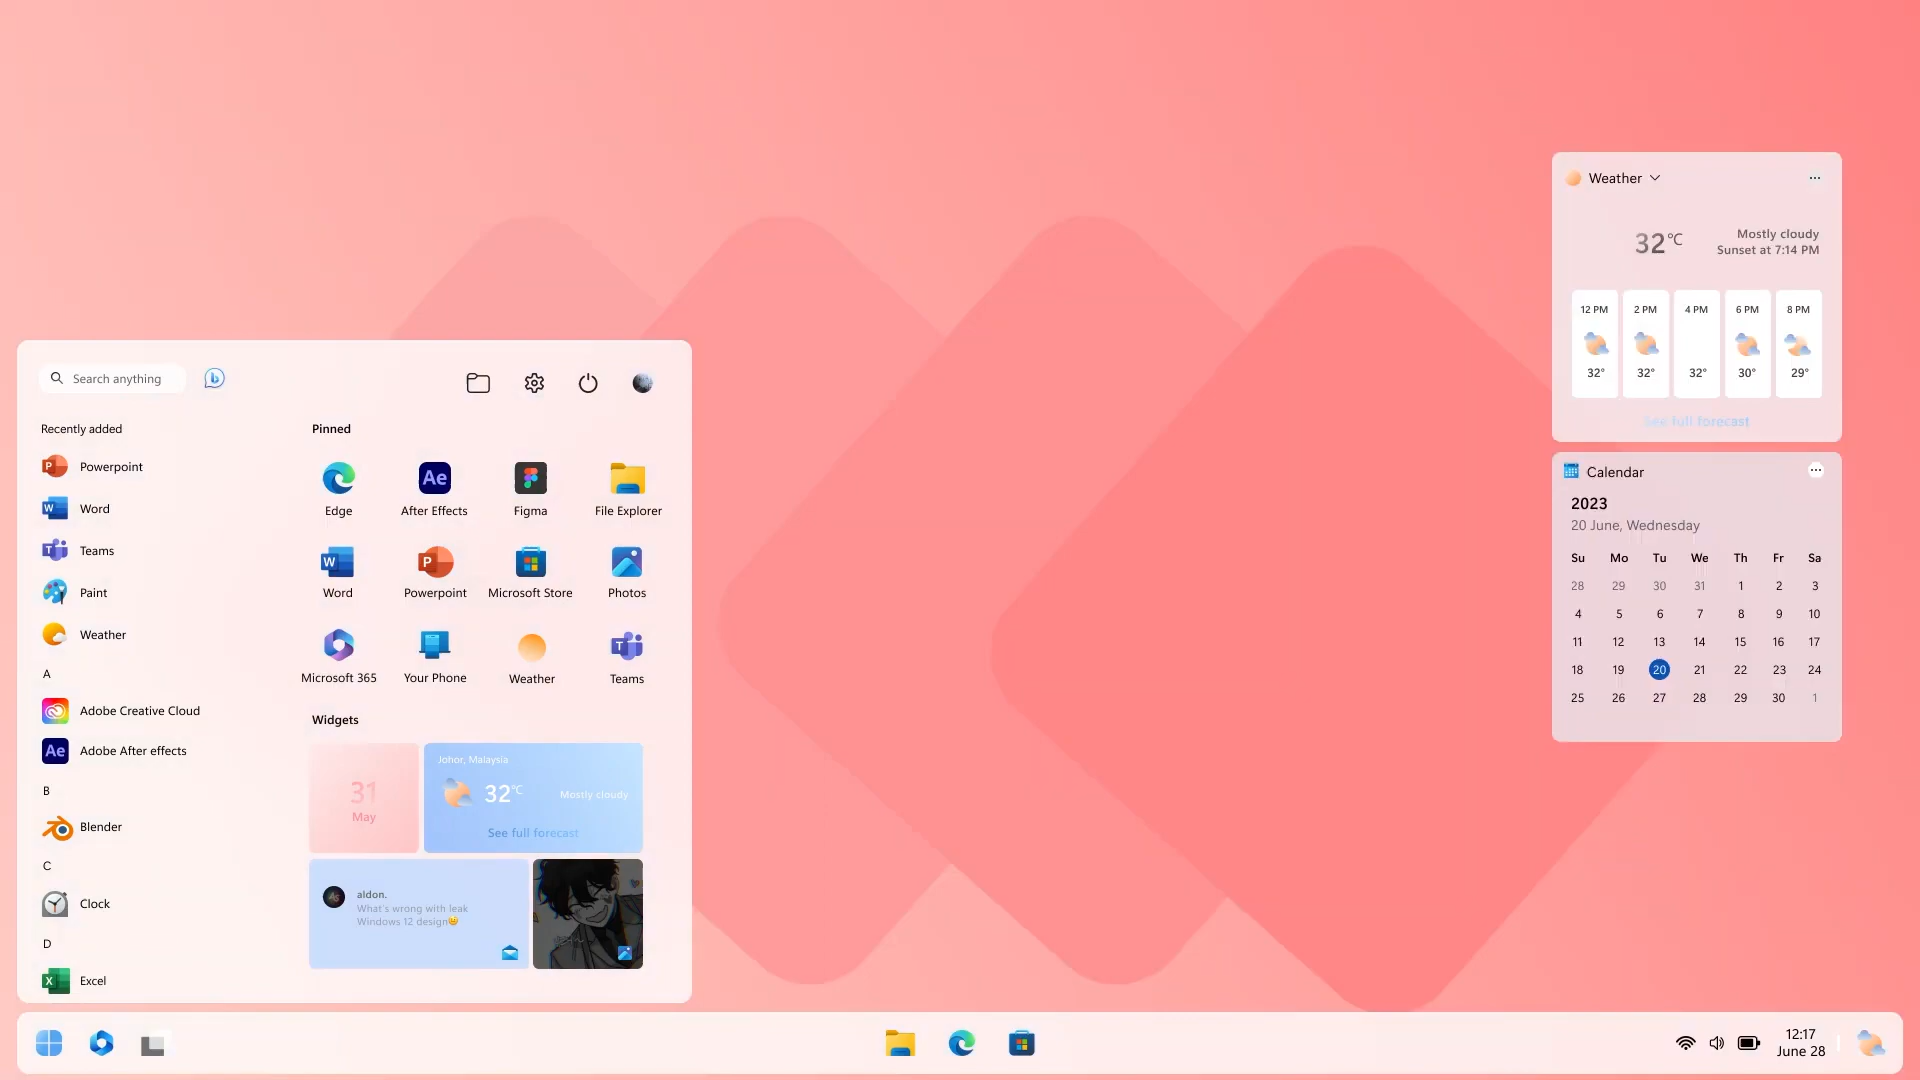 Search anything
Recently added
Powerpoint
Word
Teams
Paint
Weather
A
Adobe Creative Cloud
Ae
Adobe After effects
B
Blender
C
Clock
D
Excel
Pinned
Edge
Ae
After Effects
Figma
File Explorer
Word
Powerpoint
Microsoft Store
Photos
Microsoft 365
Your Phone
Weather
Teams
Widgets
31
May
Johor, Malaysia
32°C
Mostly cloudy
See full forecast
aldon.
What's wrong with leak
Windows 12 design😊
Weather
32°C
Mostly cloudy
Sunset at 7:14 PM
12 PM 2 PM 4 PM 6 PM 8 PM
32° 32° 32° 30° 29°
See full forecast
Calendar
2023
20 June, Wednesday
Su Mo Tu We Th Fr Sa
28 29 30 31 1 2 3
4 5 6 7 8 9 10
11 12 13 14 15 16 17
18 19 20 21 22 23 24
25 26 27 28 29 30 1
12:17
June 28